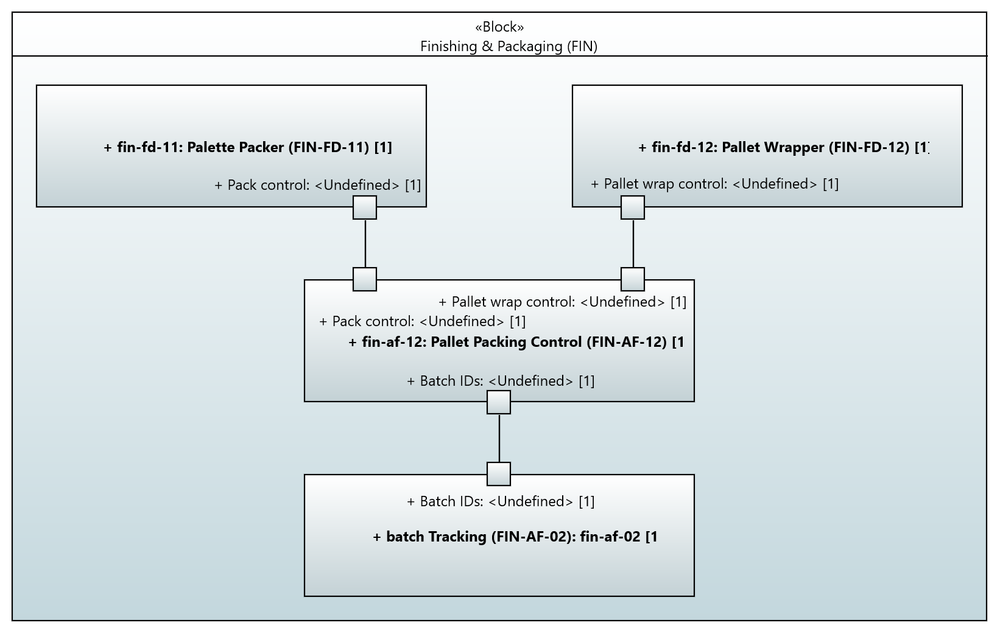 «Block»
Finishing & Packaging (FIN)
+ fin-fd-11: Palette Packer (FIN-FD-11) [1]
+ Pack control: <Undefined> [1]
+ fin-fd-12: Pallet Wrapper (FIN-FD-12) [1]
+ Pallet wrap control: <Undefined> [1]
+ Pallet wrap control: <Undefined> [1]
+ Pack control: <Undefined> [1]
+ fin-af-12: Pallet Packing Control (FIN-AF-12) [1
+ Batch IDs: <Undefined> [1]
+ Batch IDs: <Undefined> [1]
+ batch Tracking (FIN-AF-02): fin-af-02 [1